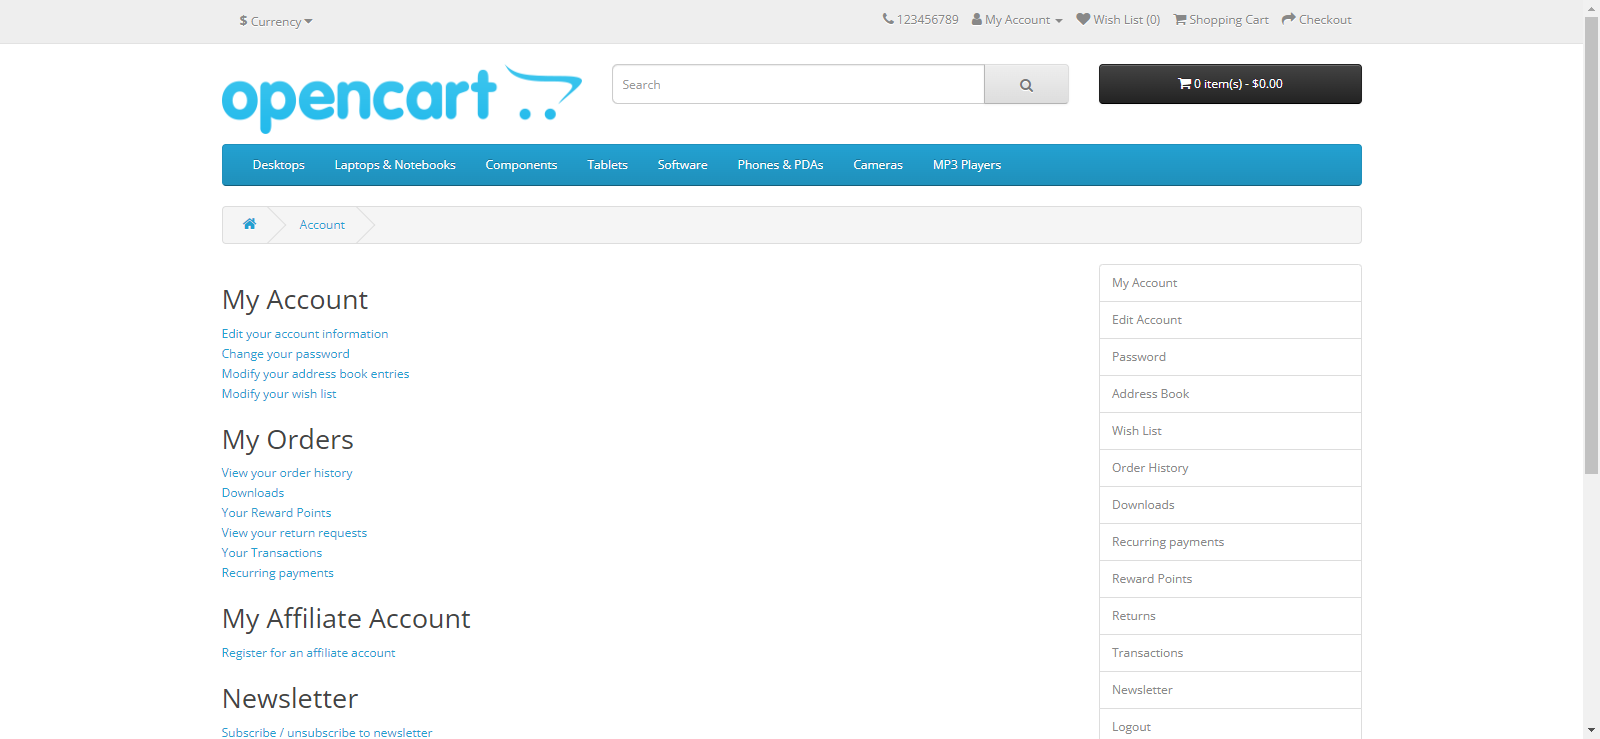 $ Currency
123456789 My Account Wish List (0) Shopping Cart Checkout
opencart
Search
0 item(s) - $0.00
Desktops Laptops & Notebooks Components Tablets Software Phones & PDAs Cameras MP3 Players
Account
My Account
Edit your account information
Change your password
Modify your address book entries
Modify your wish list
My Orders
View your order history
Downloads
Your Reward Points
View your return requests
Your Transactions
Recurring payments
My Affiliate Account
Register for an affiliate account
Newsletter
Subscribe / unsubscribe to newsletter
My Account
Edit Account
Password
Address Book
Wish List
Order History
Downloads
Recurring payments
Reward Points
Returns
Transactions
Newsletter
Logout